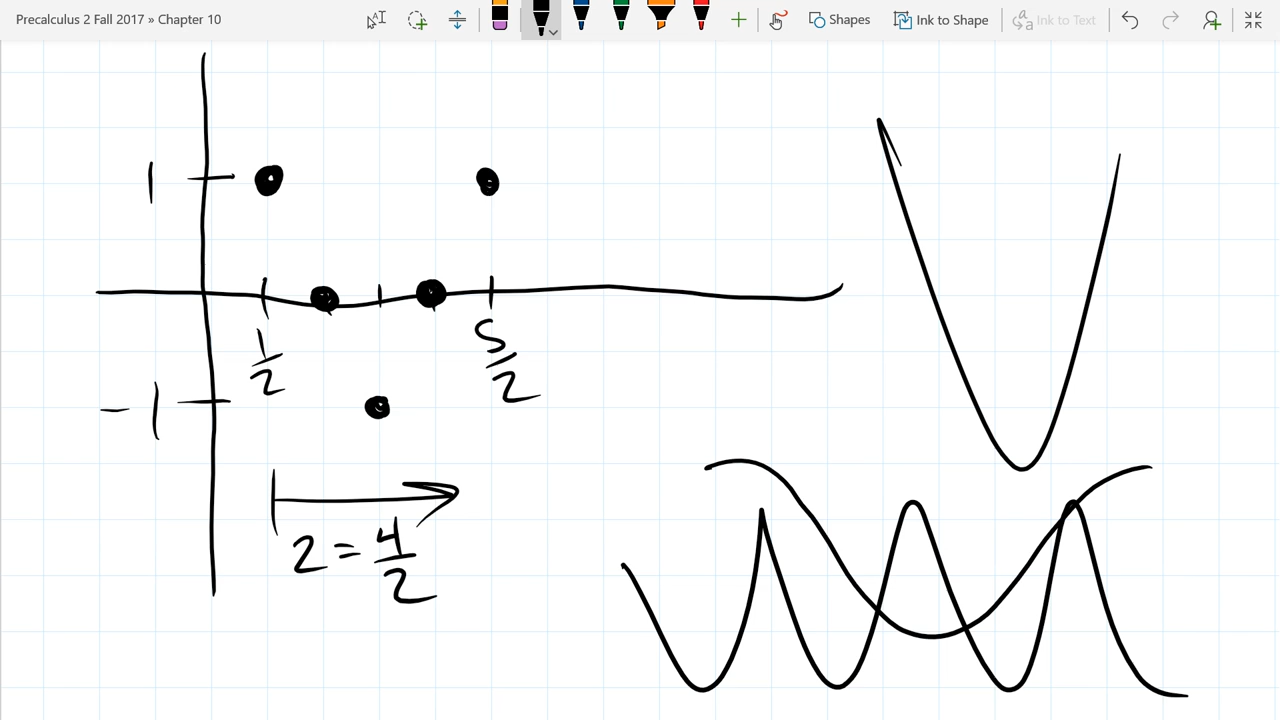 Precalculus 2 Fall 2017 » Chapter 10
Shapes
Ink to Shape
Ink to Text
1
1/2
5/2
-1
2 = 4/2